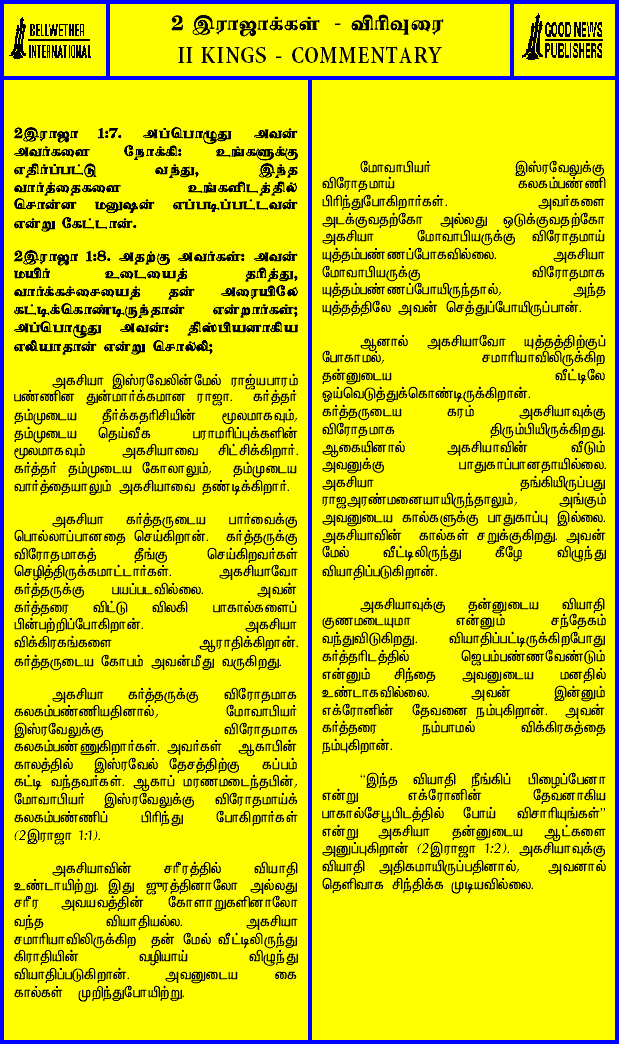 BELLWETHER
INTERNATIONAL
2 இராஜாக்கள் - விரிவுரை
II KINGS - COMMENTARY
GOOD NEWS
PUBLISHERS
2இராஜா 1:7. அப்பொழுது அவன்
அவர்களை நோக்கி: உங்களுக்கு
எதிர்ப்பட்டு வந்து, இந்த
வார்த்தைகளை உங்களிடத்தில்
சொன்ன மனுஷன் எப்படிப்பட்டவன்
என்று கேட்டான்.
2இராஜா 1:8. அதற்கு அவர்கள்: அவன்
மயிர் உடையைத் தரித்து,
வார்க்கச்சையைத் தன் அரையிலே
கட்டிக்கொண்டிருந்தான் என்றார்கள்;
அப்பொழுது அவன்: திஸ்பியனாகிய
எலியாதான் என்று சொல்லி;
அகசியா இஸ்ரவேலின்மேல் ராஜ்யபாரம்
பண்ணின துன்மார்க்கமான ராஜா. கர்த்தர்
தம்முடைய தீர்க்கதரிசியின் மூலமாகவும்,
தம்முடைய தெய்வீக பராமரிப்புக்களின்
மூலமாகவும் அகசியாவை சிட்சிக்கிறார்.
கர்த்தர் தம்முடைய கோலாலும், தம்முடைய
வார்த்தையாலும் அகசியாவை தண்டிக்கிறார்.
அகசியா கர்த்தருடைய பார்வைக்கு
பொல்லாப்பானதை செய்கிறான். கர்த்தருக்கு
விரோதமாகத் தீங்கு செய்கிறவர்கள்
செழித்திருக்கமாட்டார்கள். அகசியாவோ
கர்த்தருக்கு பயப்படவில்லை. அவன்
கர்த்தரை விட்டு விலகி பாகால்களைப்
பின்பற்றிப்போகிறான். அகசியா
விக்கிரகங்களை ஆராதிக்கிறான்.
கர்த்தருடைய கோபம் அவன்மீது வருகிறது.
அகசியா கர்த்தருக்கு விரோதமாக
கலகம்பண்ணியதினால், மோவாபியர்
இஸ்ரவேலுக்கு விரோதமாக
கலகம்பண்ணுகிறார்கள். அவர்கள் ஆகாபின்
காலத்தில் இஸ்ரவேல் தேசத்திற்கு கப்பம்
கட்டி வந்தவர்கள். ஆகாப் மரணமடைந்தபின்,
மோவாபியர் இஸ்ரவேலுக்கு விரோதமாய்க்
கலகம்பண்ணிப் பிரிந்து போகிறார்கள்
(2இராஜா 1:1).
அகசியாவின் சரீரத்தில் வியாதி
உண்டாயிற்று. இது ஜுரத்தினாலோ அல்லது
சரீர அவயவத்தின் கோளாறுகளினாலோ
வந்த வியாதியல்ல. அகசியா
சமாரியாவிலிருக்கிற தன் மேல் வீட்டிலிருந்து
கிராதியின் வழியாய் விழுந்து
வியாதிப்படுகிறான். அவனுடைய கை
கால்கள் முறிந்துபோயிற்று.
மோவாபியர் இஸ்ரவேலுக்கு
விரோதமாய் கலகம்பண்ணி
பிரிந்துபோகிறார்கள். அவர்களை
அடக்குவதற்கோ அல்லது ஒடுக்குவதற்கோ
அகசியா மோவாபியருக்கு விரோதமாய்
யுத்தம்பண்ணப்போகவில்லை. அகசியா
மோவாபியருக்கு விரோதமாக
யுத்தம்பண்ணப்போயிருந்தால், அந்த
யுத்தத்திலே அவன் செத்துப்போயிருப்பான்.
ஆனால் அகசியாவோ யுத்தத்திற்குப்
போகாமல், சமாரியாவிலிருக்கிற
தன்னுடைய வீட்டிலே
ஓய்வெடுத்துக்கொண்டிருக்கிறான்.
கர்த்தருடைய கரம் அகசியாவுக்கு
விரோதமாக திரும்பியிருக்கிறது.
ஆகையினால் அகசியாவின் வீடும்
அவனுக்கு பாதுகாப்பானதாயில்லை.
அகசியா தங்கியிருப்பது
ராஜஅரண்மனையாயிருந்தாலும், அங்கும்
அவனுடைய கால்களுக்கு பாதுகாப்பு இல்லை.
அகசியாவின் கால்கள் சறுக்குகிறது. அவன்
மேல் வீட்டிலிருந்து கீழே விழுந்து
வியாதிப்படுகிறான்.
அகசியாவுக்கு தன்னுடைய வியாதி
குணமடையுமா என்னும் சந்தேகம்
வந்துவிடுகிறது. வியாதிப்பட்டிருக்கிறபோது
கர்த்தரிடத்தில் ஜெபம்பண்ணவேண்டும்
என்னும் சிந்தை அவனுடைய மனதில்
உண்டாகவில்லை. அவன் இன்னும்
எக்ரோனின் தேவனை நம்புகிறான். அவன்
கர்த்தரை நம்பாமல் விக்கிரகத்தை
நம்புகிறான்.
"இந்த வியாதி நீங்கிப் பிழைப்பேனா
என்று எக்ரோனின் தேவனாகிய
பாகால்சேபூபிடத்தில் போய் விசாரியுங்கள்"
என்று அகசியா தன்னுடைய ஆட்களை
அனுப்புகிறான் (2இராஜா 1:2). அகசியாவுக்கு
வியாதி அதிகமாயிருப்பதினால், அவனால்
தெளிவாக சிந்திக்க முடியவில்லை.